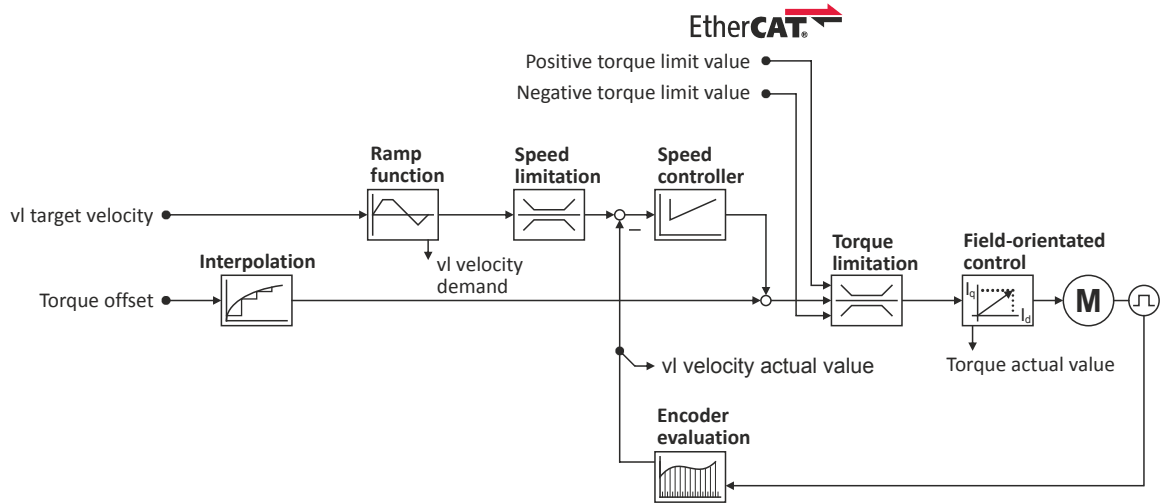 EtherCAT®
Positive torque limit value
Negative torque limit value
Ramp
function
Speed
limitation
Speed
controller
vl target velocity
–
vl velocity
demand
Interpolation
Torque
limitation
Field-orientated
control
Torque offset
Iq
Id
M
vl velocity actual value
Torque actual value
Encoder
evaluation